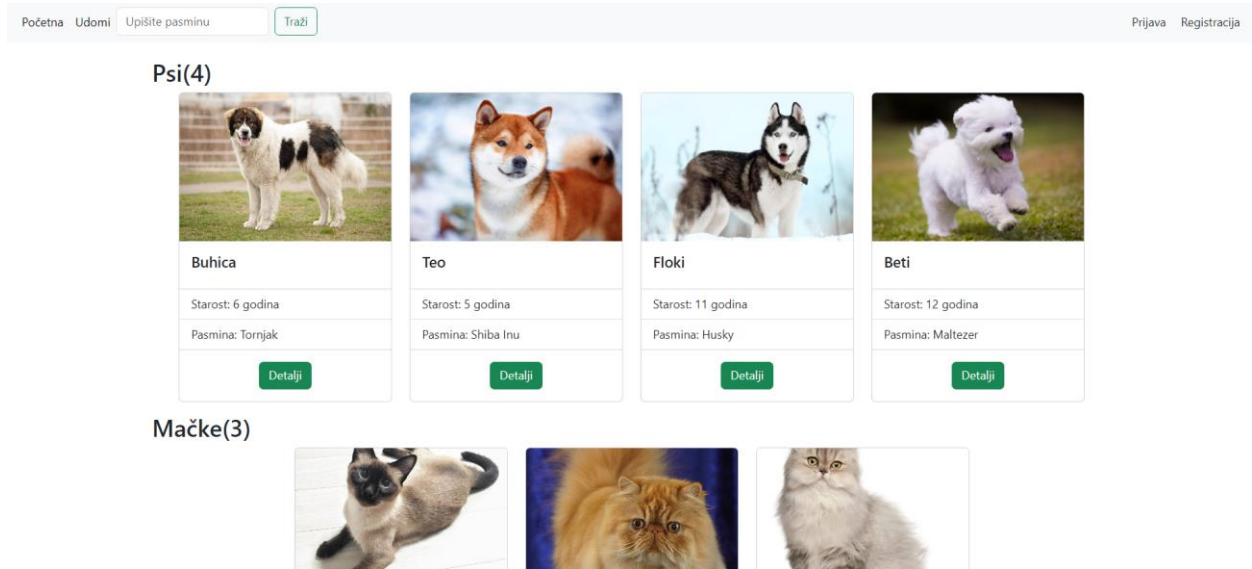 Početna Udomi Upišite pasminu Traži Prijava Registracija
Psi(4)
Buhica
Starost: 6 godina
Pasmina: Tornjak
Detalji
Teo
Starost: 5 godina
Pasmina: Shiba Inu
Detalji
Floki
Starost: 11 godina
Pasmina: Husky
Detalji
Beti
Starost: 12 godina
Pasmina: Maltezer
Detalji
Mačke(3)